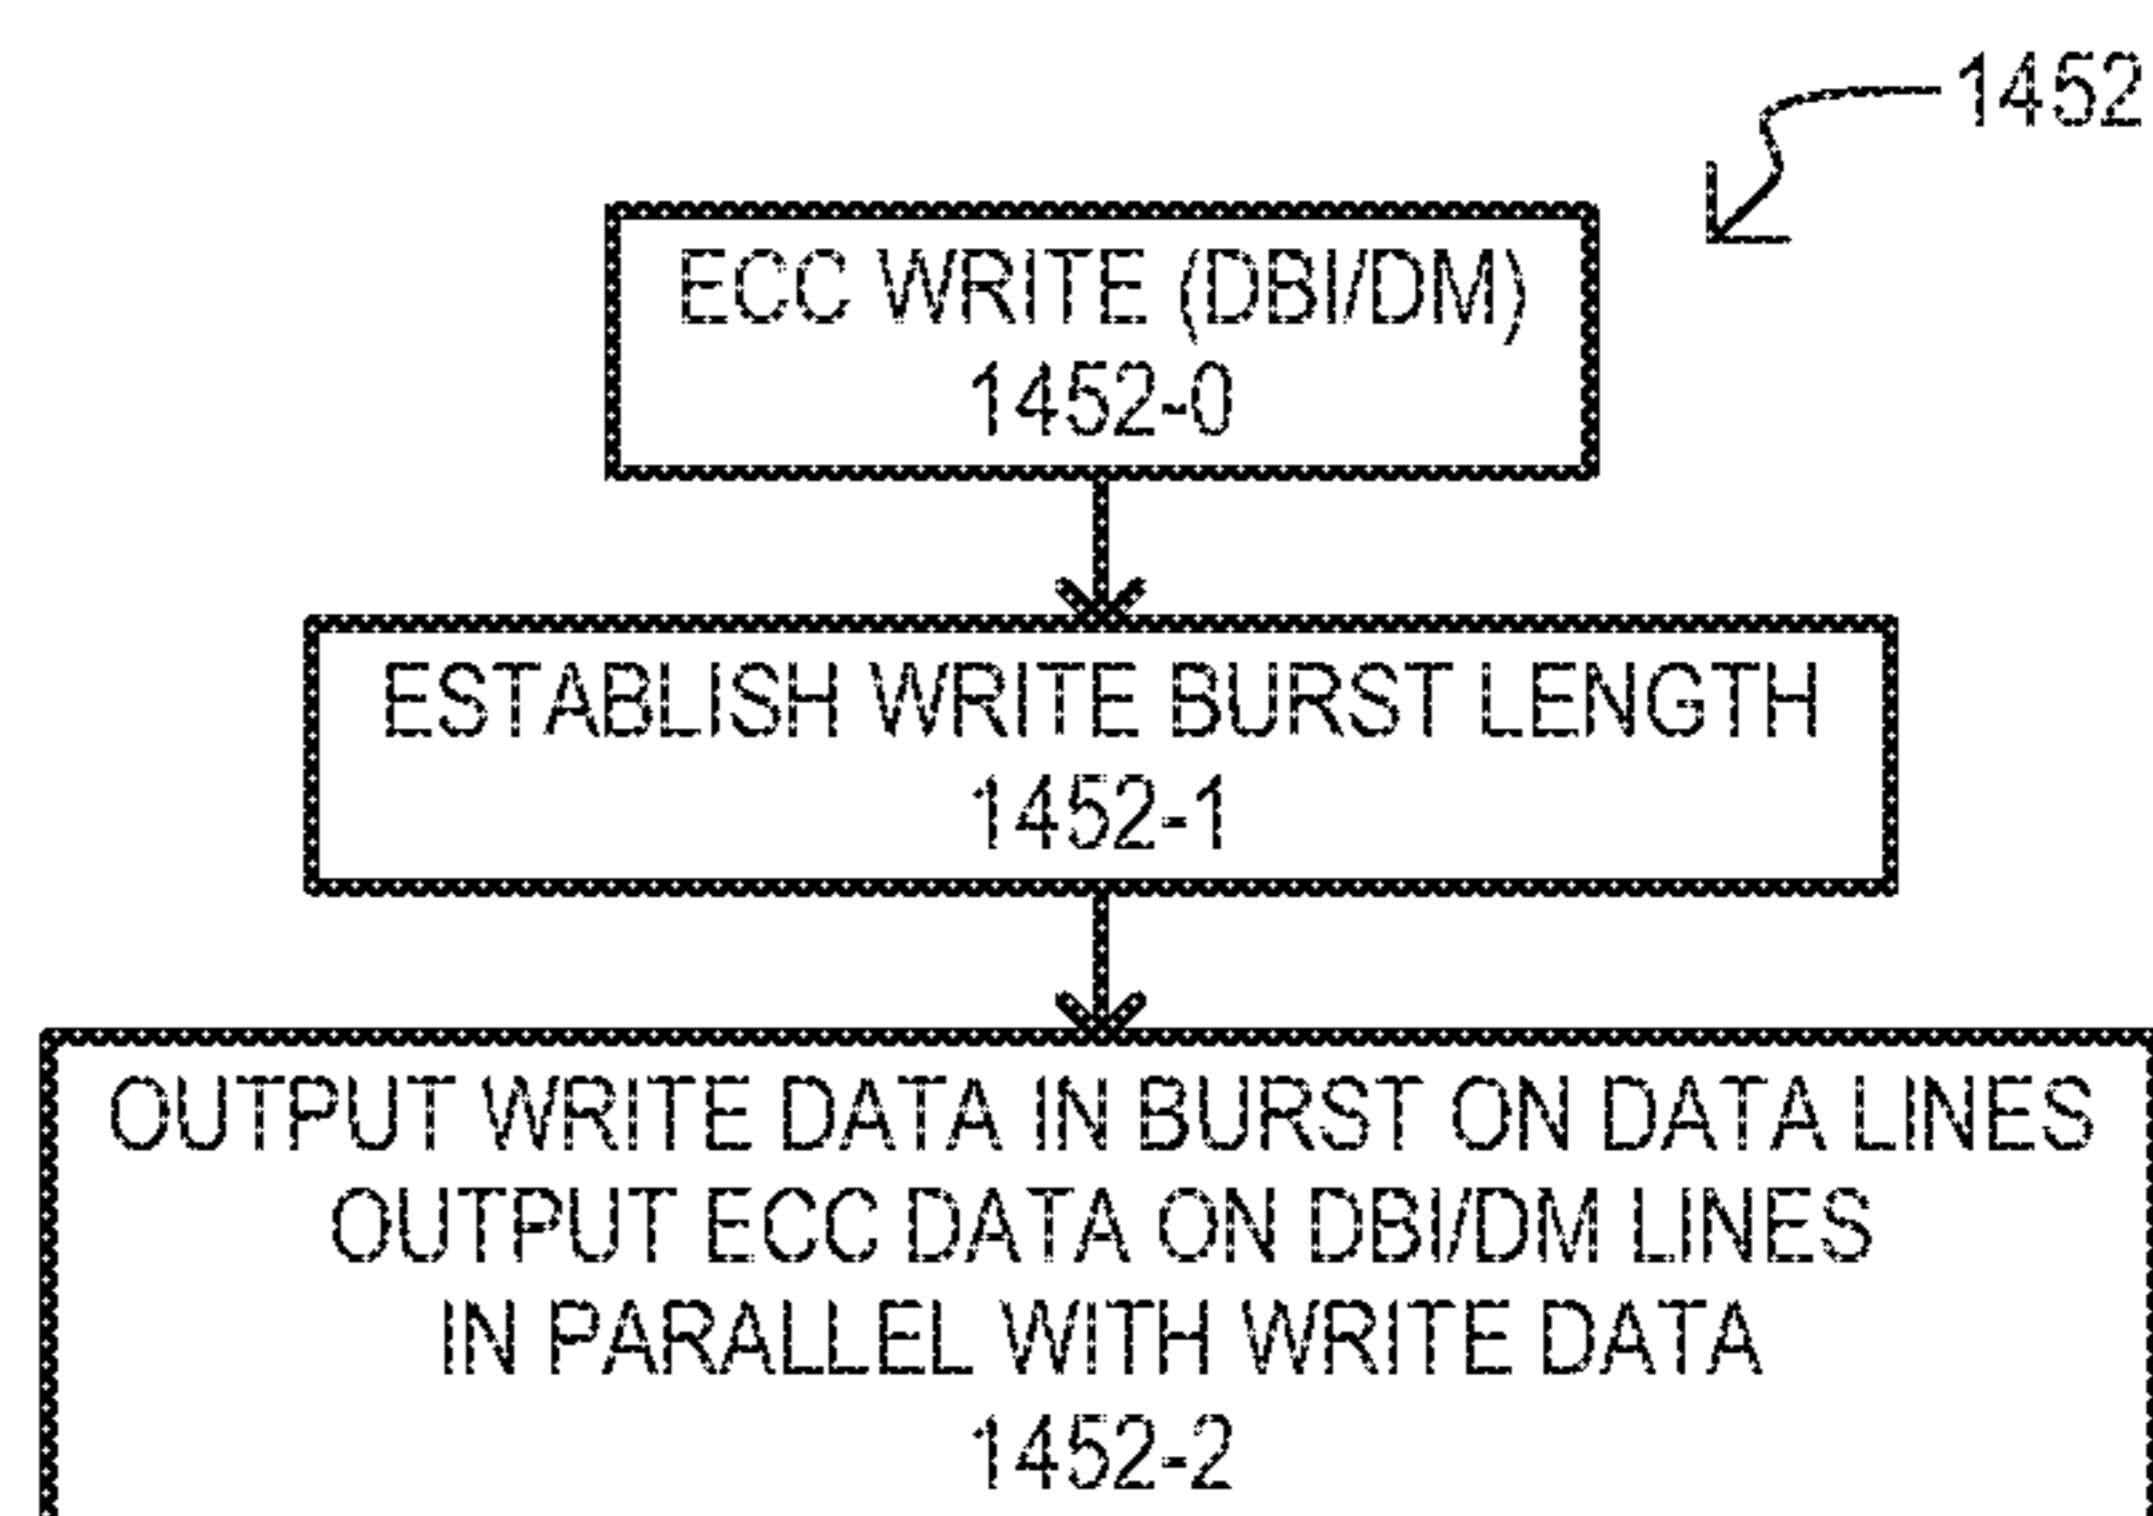 1452
ECC WRITE (DBI/DM)
1452-0
ESTABLISH WRITE BURST LENGTH
1452-1
OUTPUT WRITE DATA IN BURST ON DATA LINES
OUTPUT ECC DATA ON DBI/DM LINES
IN PARALLEL WITH WRITE DATA
1452-2